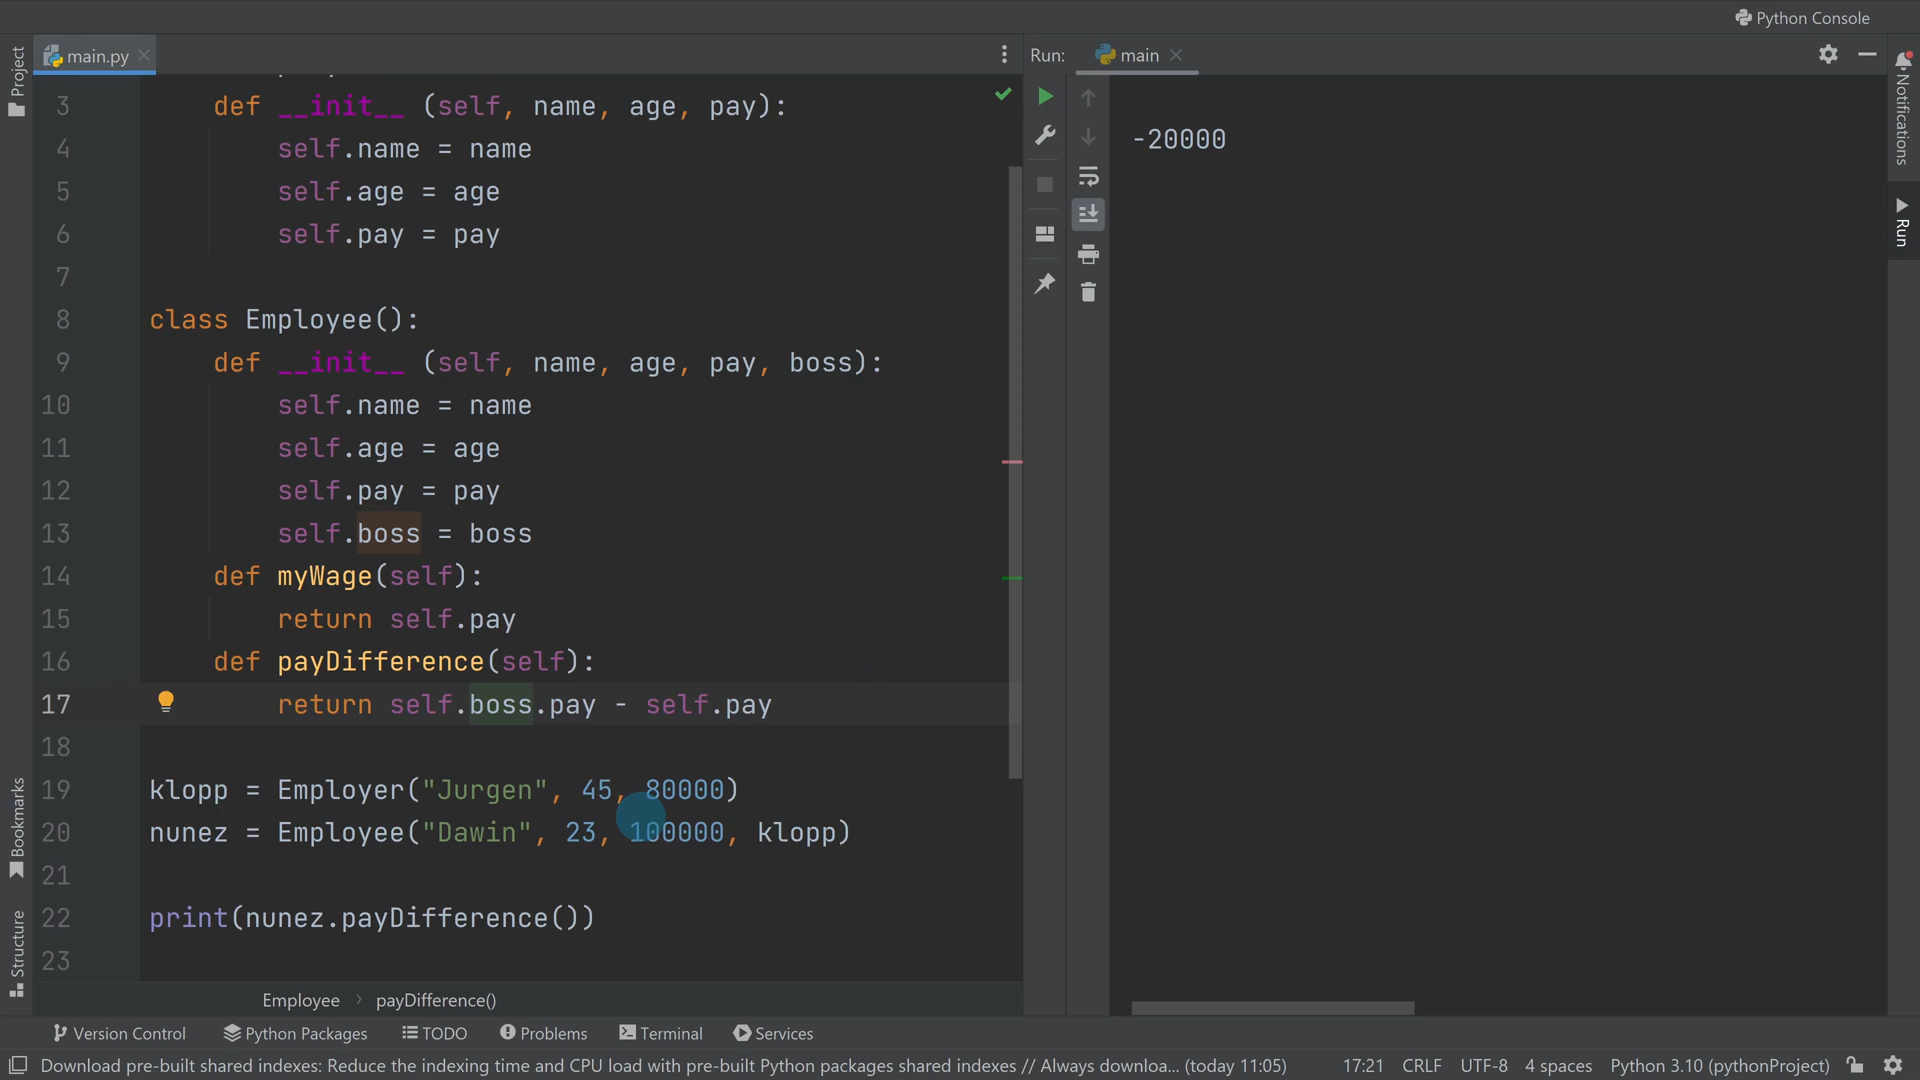 Python Console
Project
main.py
Run:
main
Notifications
Run
3 def __init__ (self, name, age, pay):
4 self.name = name
5 self.age = age
6 self.pay = pay
7
8 class Employee():
9 def __init__ (self, name, age, pay, boss):
10 self.name = name
11 self.age = age
12 self.pay = pay
13 self.boss = boss
14 def myWage(self):
15 return self.pay
16 def payDifference(self):
17 return self.boss.pay - self.pay
18
19 klopp = Employer("Jurgen", 45, 80000)
20 nunez = Employee("Dawin", 23, 100000, klopp)
21
22 print(nunez.payDifference())
23
-20000
Bookmarks
Structure
Employee > payDifference()
Version Control Python Packages TODO Problems Terminal Services
Download pre-built shared indexes: Reduce the indexing time and CPU load with pre-built Python packages shared indexes // Always downloa... (today 11:05) 17:21 CRLF UTF-8 4 spaces Python 3.10 (pythonProject)